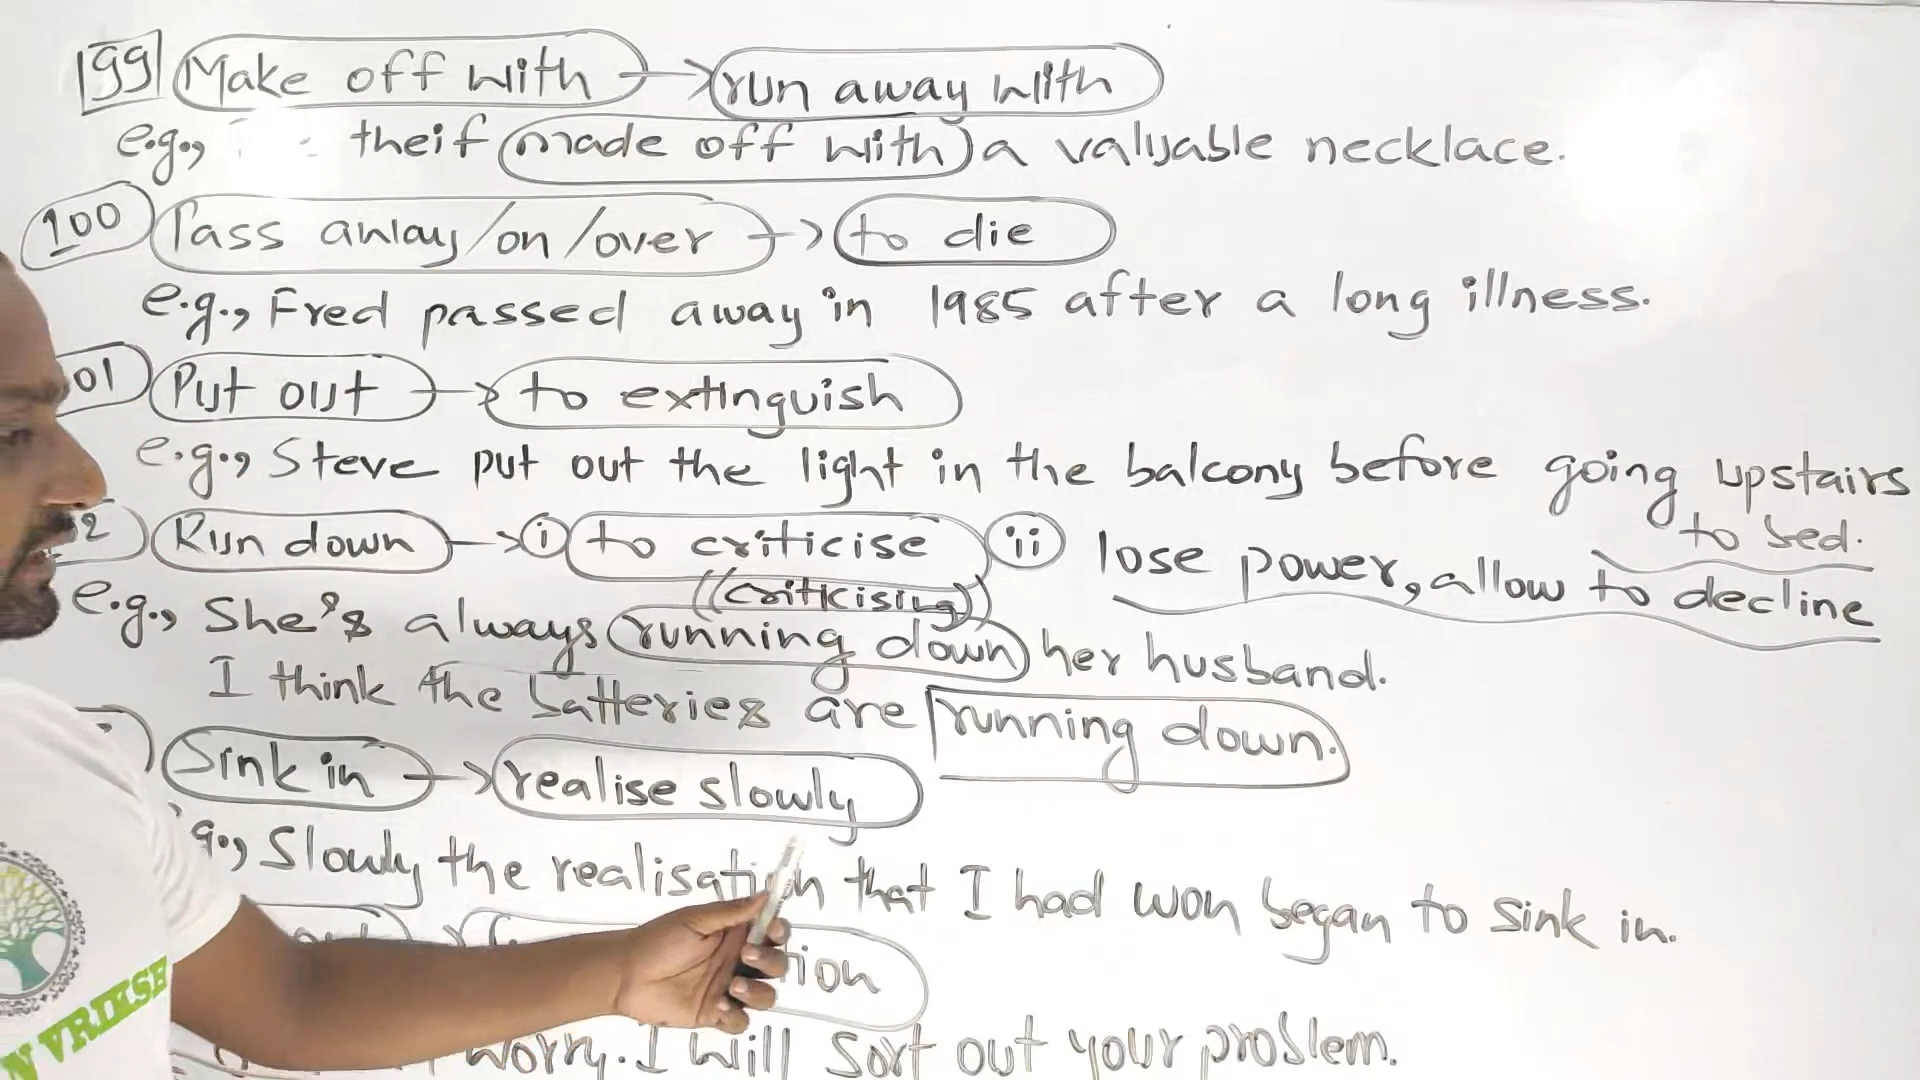 99 Make off with → run away with
e.g., theif made off with a valuable necklace.
100 Pass away/on/over → to die
e.g., Fred passed away in 1985 after a long illness.
01 Put out → to extinguish
e.g., Steve put out the light in the balcony before going upstairs
to bed.
2 Run down → i to criticise ii lose power, allow to decline
(criticising)
e.g., She's always running down her husband.
I think the batteries are running down.
Sink in → realise slowly
g., Slowly the realisation that I had won began to sink in.
tion
worry. I will sort out your problem.
N VRIKSE